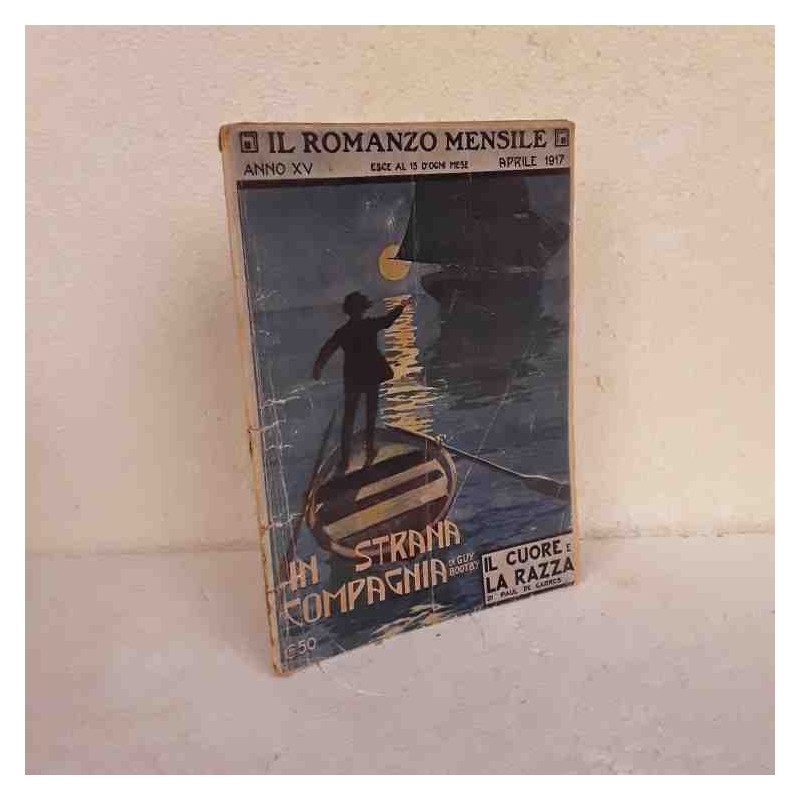 IL ROMANZO MENSILE
ANNO XV ESCE AL 15 D'OGNI MESE APRILE 1917
IN STRANA
COMPAGNIA DI GUY
BOOTBY
IL CUORE E
LA RAZZA
DI PAUL DE GARROS
C.50